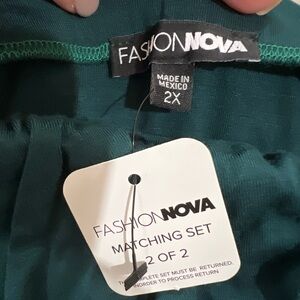 FASHIONNOVA
MADE IN
MEXICO
2X
FASHIONNOVA
MATCHING SET
2 OF 2
COMPLETE SET MUST BE RETURNED
INORDER TO PROCESS RETURN